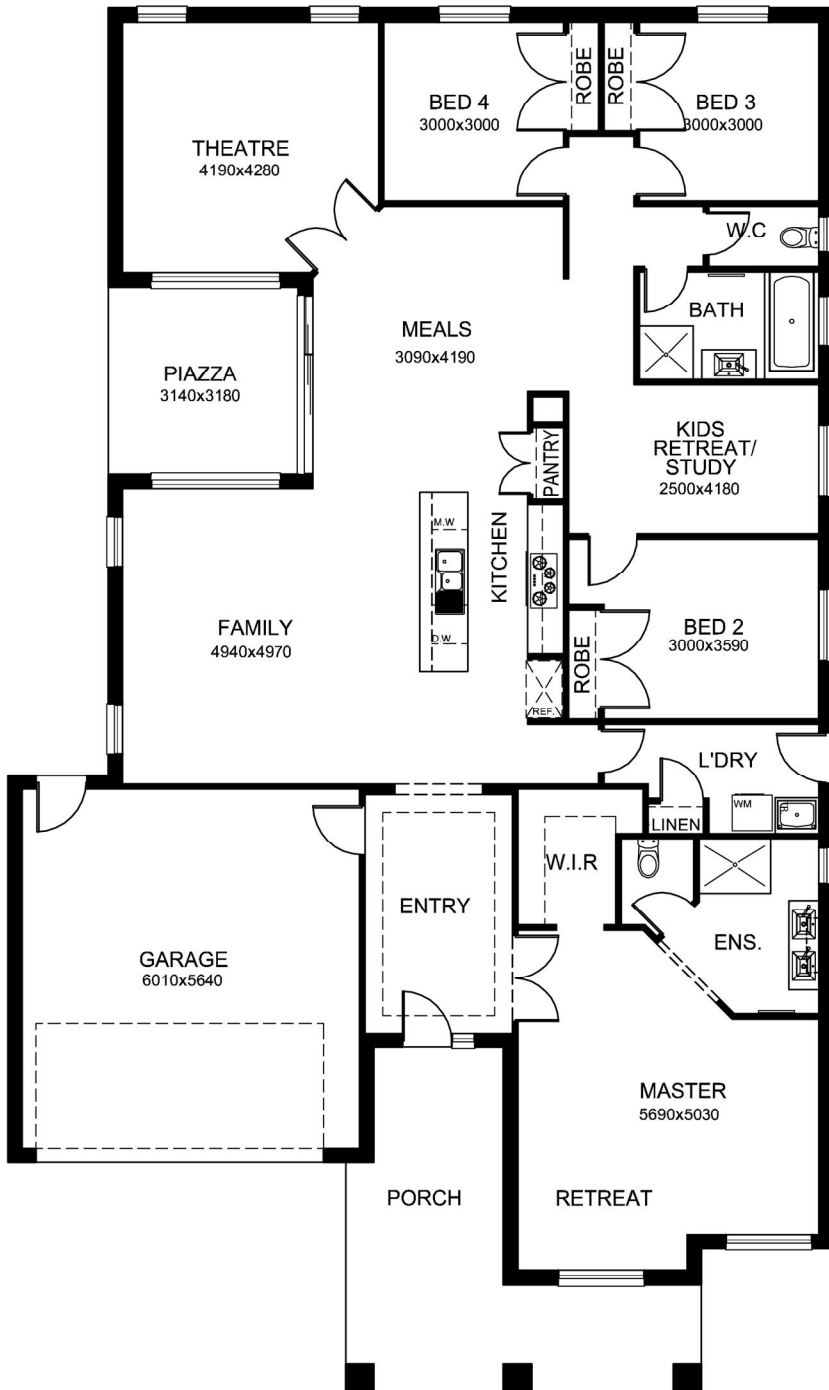 THEATRE
4190x4280
BED 4
3000x3000
ROBE
ROBE
BED 3
3000x3000
W.C
BATH
MEALS
3090x4190
PIAZZA
3140x3180
KIDS
RETREAT/
STUDY
2500x4180
PANTRY
KITCHEN
M.W
D.W
FAMILY
4940x4970
REF.
ROBE
BED 2
3000x3590
L'DRY
WM
LINEN
W.I.R
ENS.
ENTRY
GARAGE
6010x5640
MASTER
5690x5030
RETREAT
PORCH